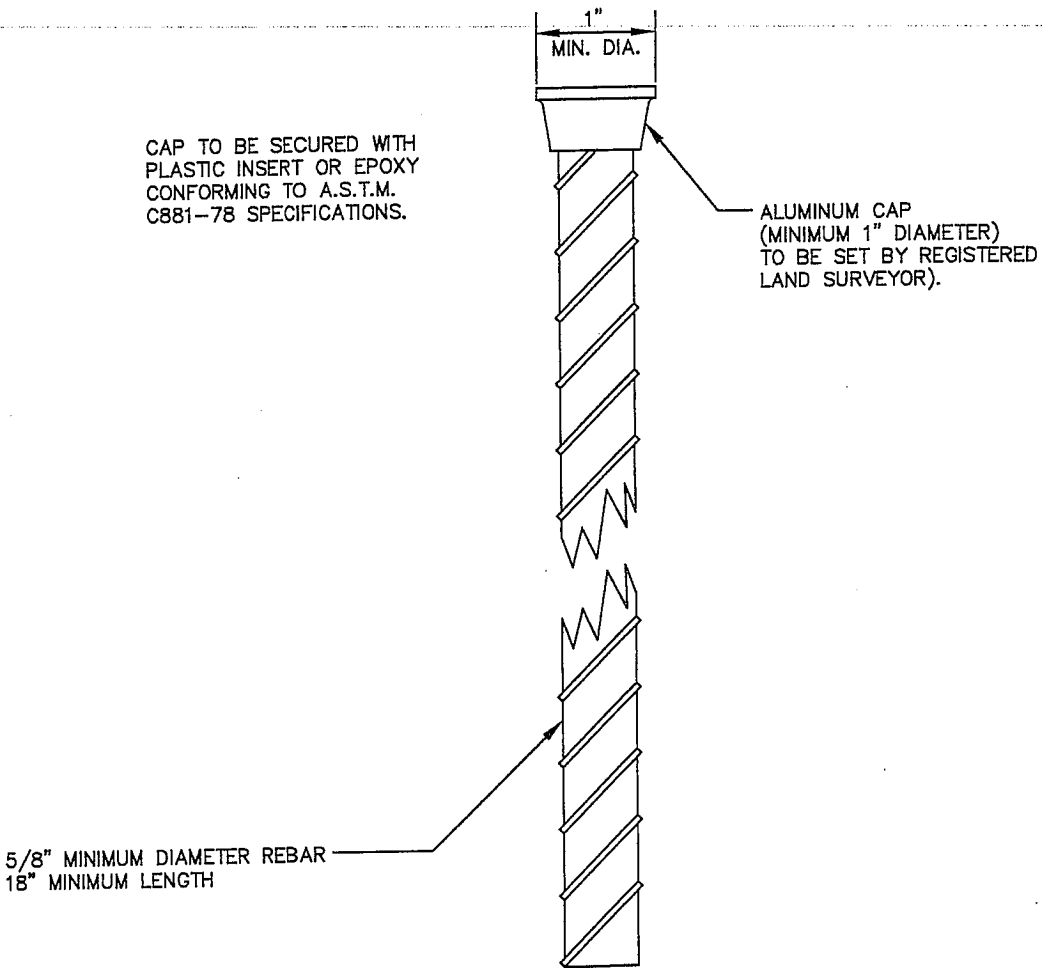 1"
MIN. DIA.
CAP TO BE SECURED WITH
PLASTIC INSERT OR EPOXY
CONFORMING TO A.S.T.M.
C881-78 SPECIFICATIONS.
ALUMINUM CAP
(MINIMUM 1" DIAMETER)
TO BE SET BY REGISTERED
LAND SURVEYOR).
5/8" MINIMUM DIAMETER REBAR
18" MINIMUM LENGTH